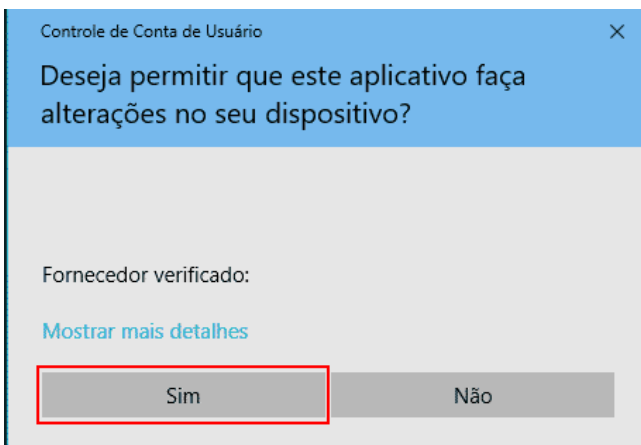 Controle de Conta de Usuário
Deseja permitir que este aplicativo faça
alterações no seu dispositivo?
Fornecedor verificado:
Mostrar mais detalhes
Sim
Não